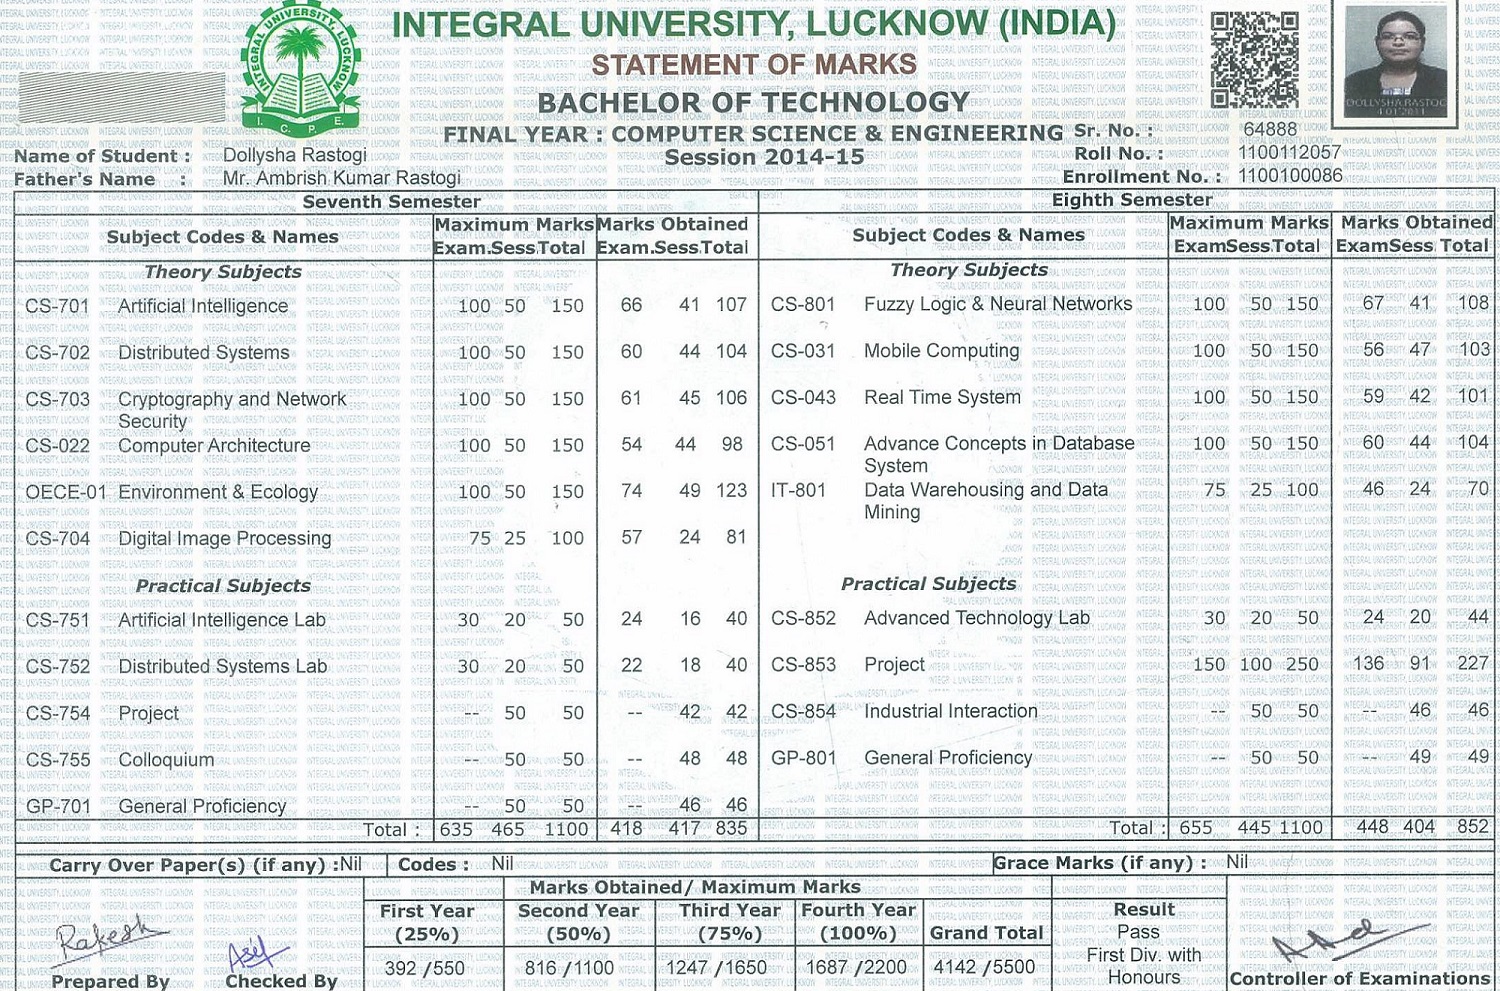 INTEGRAL UNIVERSITY, LUCKNOW
I. C. P. E.
INTEGRAL UNIVERSITY, LUCKNOW (INDIA)
STATEMENT OF MARKS
BACHELOR OF TECHNOLOGY
FINAL YEAR : COMPUTER SCIENCE & ENGINEERING
Session 2014-15
Sr. No. : 64888
Roll No. : 1100112057
Enrollment No. : 1100100086
Name of Student : Dollysha Rastogi
Father's Name : Mr. Ambrish Kumar Rastogi
Seventh Semester
Subject Codes & Names Maximum Marks Marks Obtained
Exam. Sess Total Exam. Sess. Total
Theory Subjects
CS-701 Artificial Intelligence 100 50 150 66 41 107
CS-702 Distributed Systems 100 50 150 60 44 104
CS-703 Cryptography and Network 100 50 150 61 45 106
Security
CS-022 Computer Architecture 100 50 150 54 44 98
OECE-01 Environment & Ecology 100 50 150 74 49 123
CS-704 Digital Image Processing 75 25 100 57 24 81
Practical Subjects
CS-751 Artificial Intelligence Lab 30 20 50 24 16 40
CS-752 Distributed Systems Lab 30 20 50 22 18 40
CS-754 Project -- 50 50 -- 42 42
CS-755 Colloquium -- 50 50 -- 48 48
GP-701 General Proficiency -- 50 50 -- 46 46
Total : 635 465 1100 418 417 835
Eighth Semester
Subject Codes & Names Maximum Marks Marks Obtained
Exam Sess Total Exam Sess Total
Theory Subjects
CS-801 Fuzzy Logic & Neural Networks 100 50 150 67 41 108
CS-031 Mobile Computing 100 50 150 56 47 103
CS-043 Real Time System 100 50 150 59 42 101
CS-051 Advance Concepts in Database 100 50 150 60 44 104
System
IT-801 Data Warehousing and Data 75 25 100 46 24 70
Mining
Practical Subjects
CS-852 Advanced Technology Lab 30 20 50 24 20 44
CS-853 Project 150 100 250 136 91 227
CS-854 Industrial Interaction -- 50 50 -- 46 46
GP-801 General Proficiency -- 50 50 -- 49 49
Total : 655 445 1100 448 404 852
Carry Over Paper(s) (if any) : Nil Codes : Nil Grace Marks (if any) : Nil
Marks Obtained/ Maximum Marks
First Year Second Year Third Year Fourth Year Grand Total
(25%) (50%) (75%) (100%)
392 /550 816 /1100 1247 /1650 1687 /2200 4142 /5500
Result
Pass
First Div. with
Honours
Rakesh
Prepared By
Asif
Checked By
Controller of Examinations